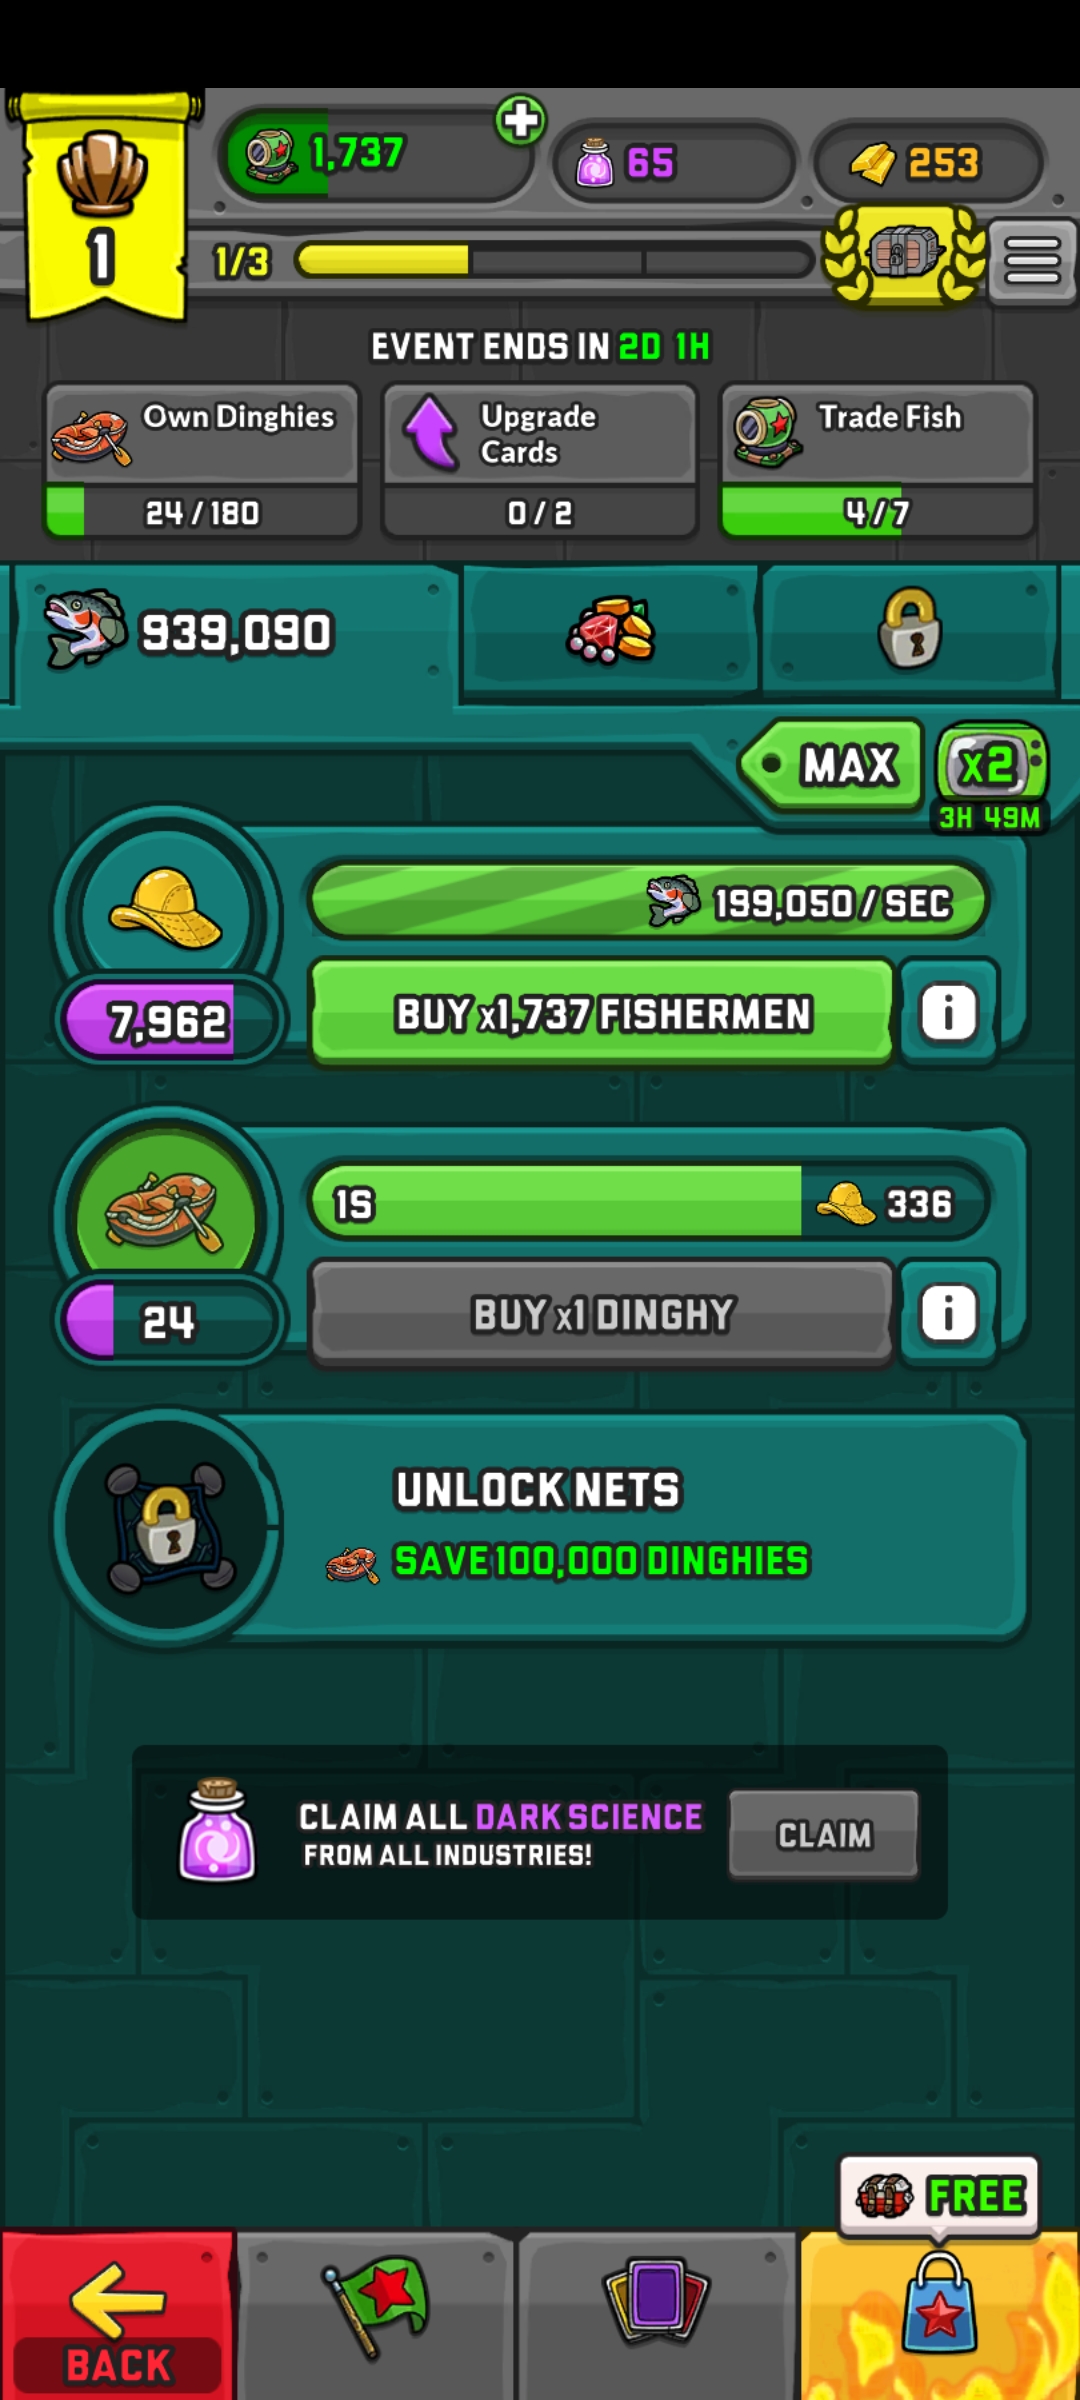 1,737
65
253
1
1/3
EVENT ENDS IN 2D 1H
Own Dinghies
24/180
Upgrade
Cards
0/2
Trade Fish
4/7
939,090
MAX
x2
3H 49M
199,050/SEC
7,962
BUY x1,737 FISHERMEN
i
1S
336
24
BUY x1 DINGHY
i
UNLOCK NETS
SAVE 100,000 DINGHIES
CLAIM ALL DARK SCIENCE
FROM ALL INDUSTRIES!
CLAIM
FREE
BACK